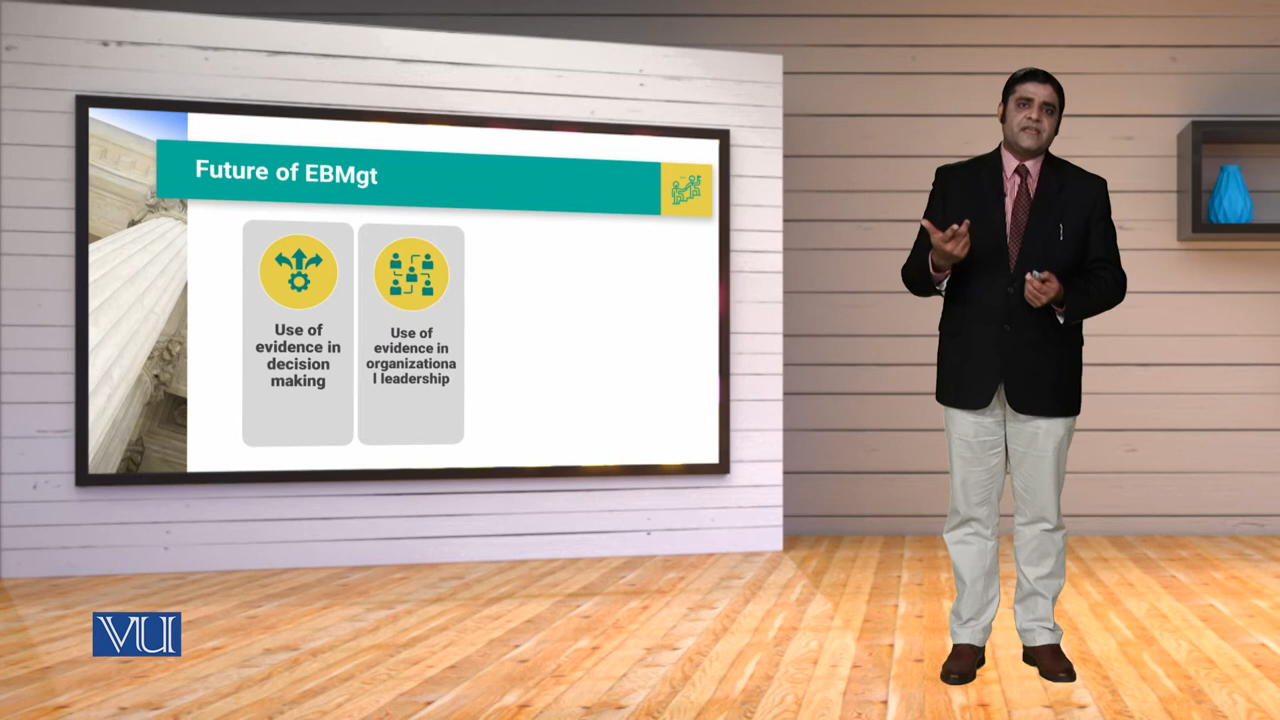 Future of EBMgt
Use of
evidence in
decision
making
Use of
evidence in
organizationa
l leadership
VU